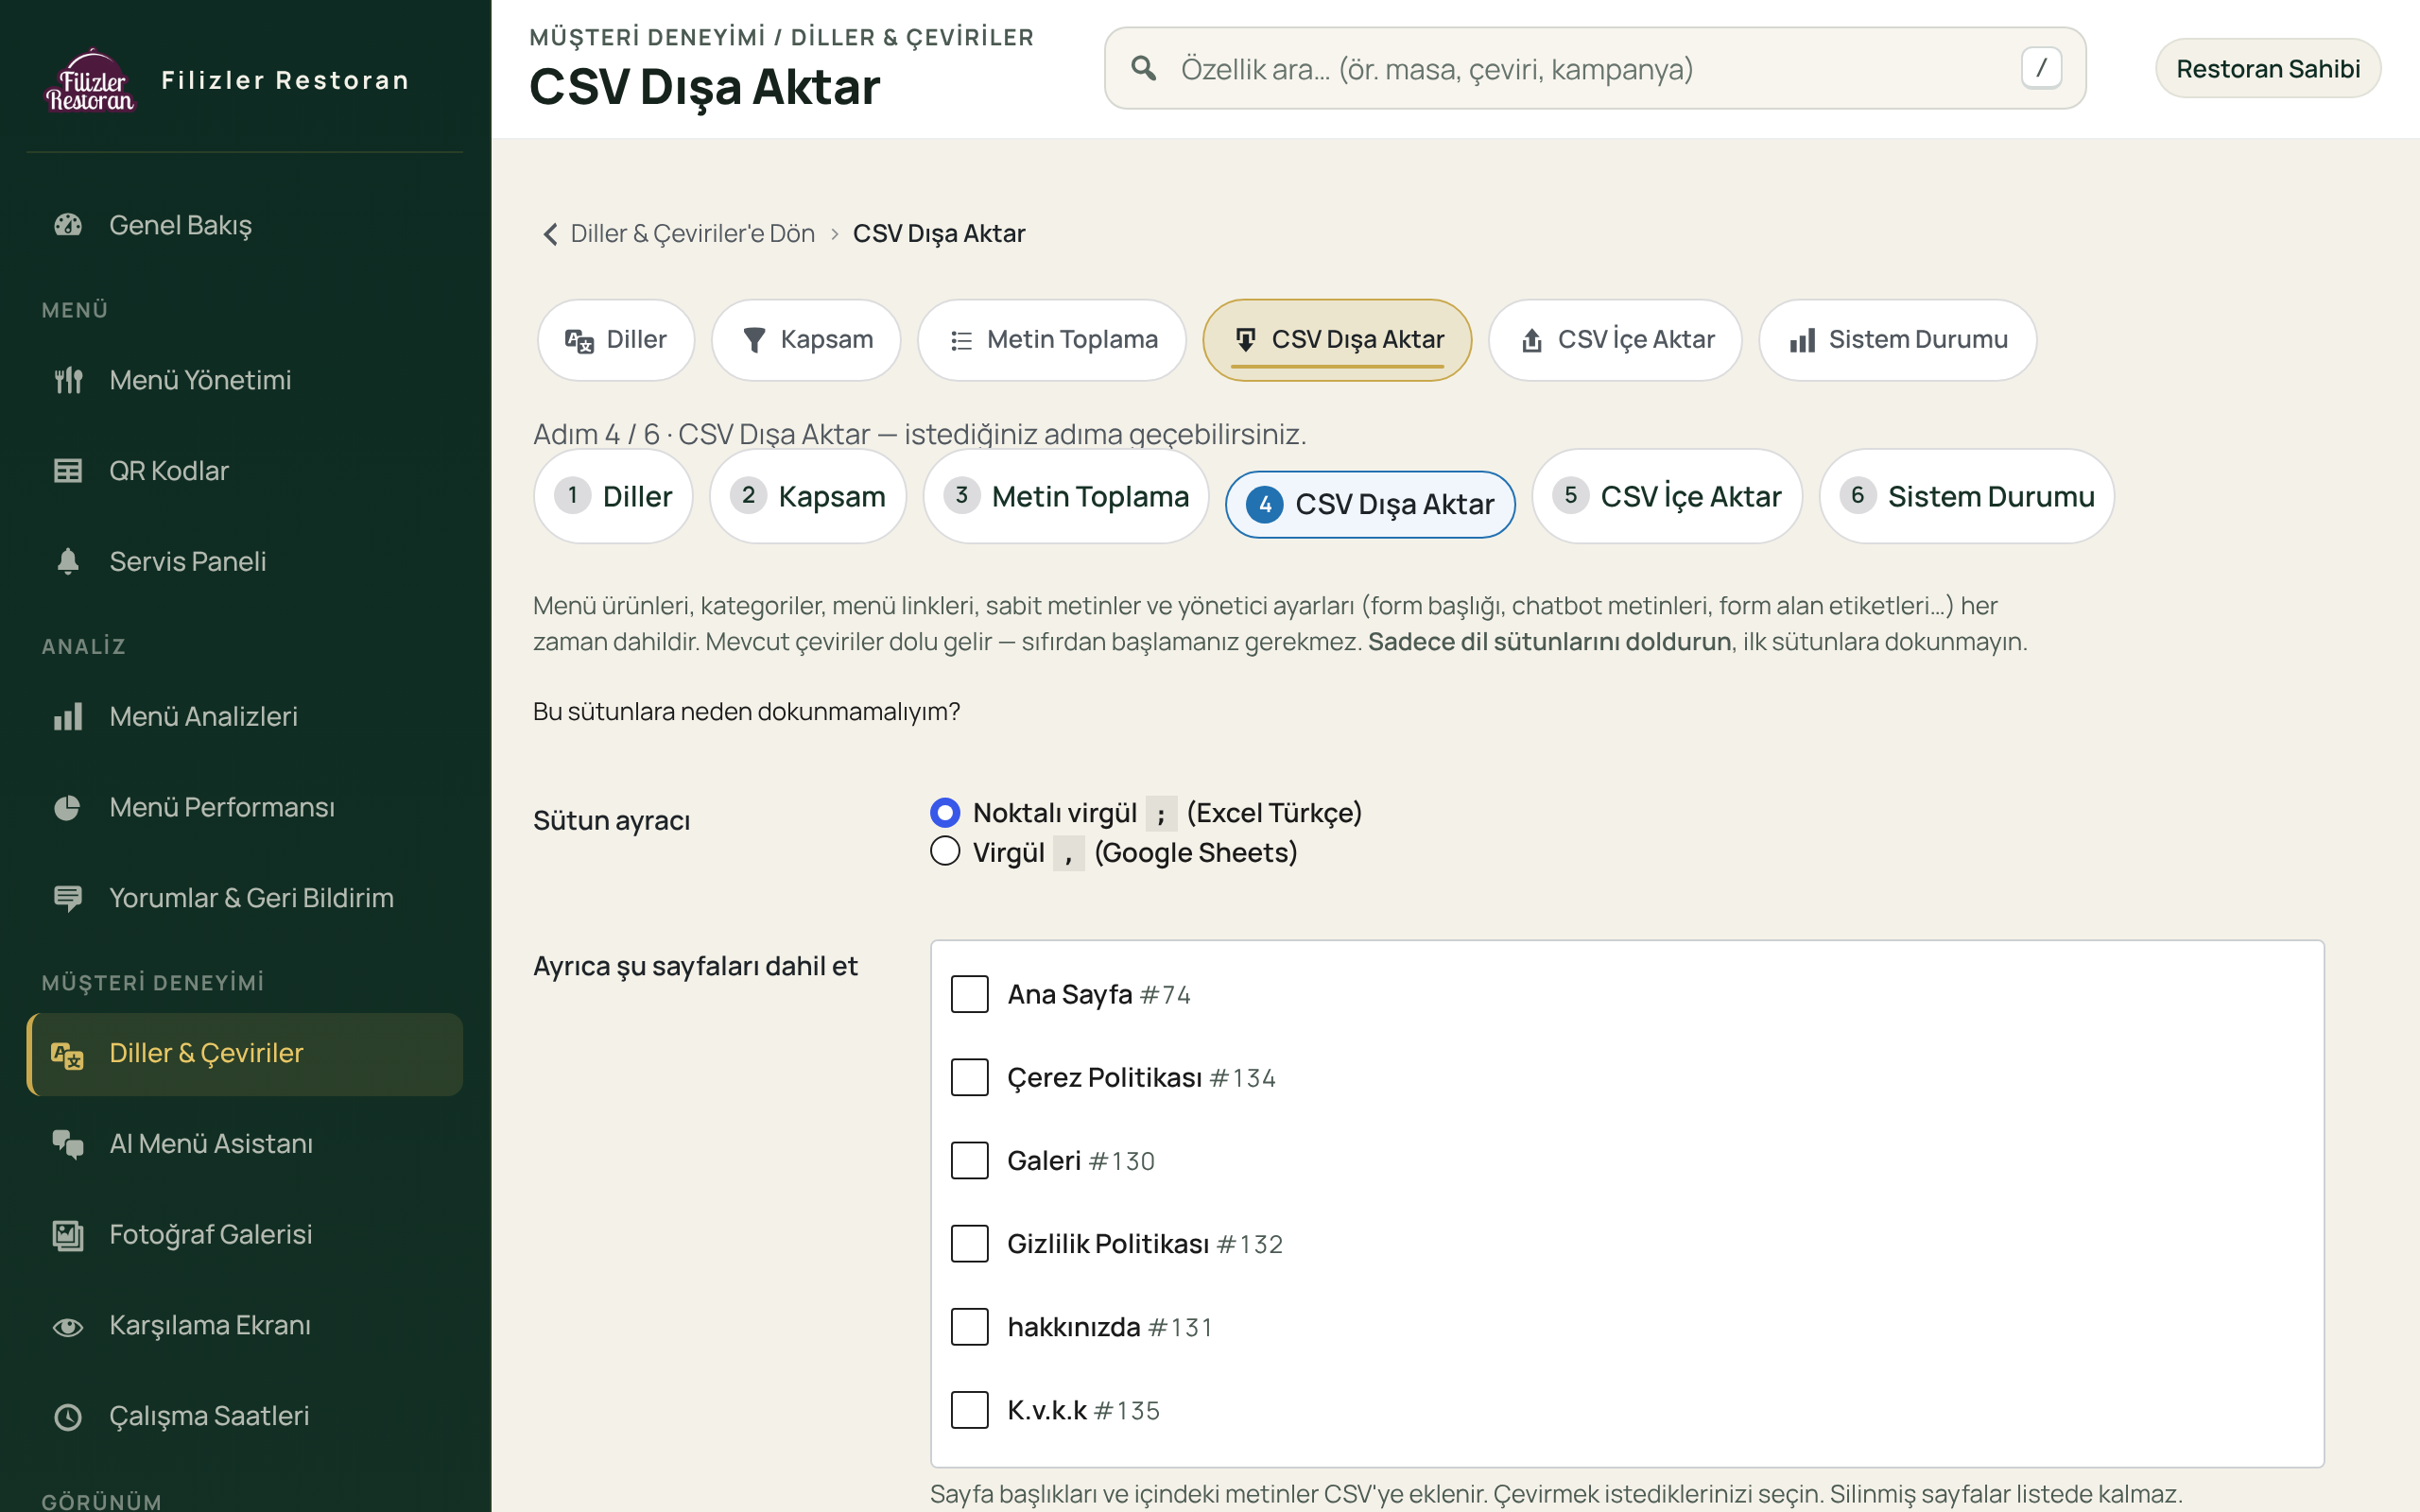 Filizler
Restoran
Filizler Restoran
Genel Bakış
MENÜ
Menü Yönetimi
QR Kodlar
Servis Paneli
ANALİZ
Menü Analizleri
Menü Performansı
Yorumlar & Geri Bildirim
MÜŞTERİ DENEYİMİ
Diller & Çeviriler
AI Menü Asistanı
Fotoğraf Galerisi
Karşılama Ekranı
Çalışma Saatleri
GÖRÜNÜM
MÜŞTERİ DENEYİMİ / DİLLER & ÇEVİRİLER
CSV Dışa Aktar
Özellik ara... (ör. masa, çeviri, kampanya) /
Restoran Sahibi
Diller & Çeviriler'e Dön › CSV Dışa Aktar
Diller Kapsam Metin Toplama CSV Dışa Aktar CSV İçe Aktar Sistem Durumu
Adım 4 / 6 · CSV Dışa Aktar — istediğiniz adıma geçebilirsiniz.
1 Diller 2 Kapsam 3 Metin Toplama 4 CSV Dışa Aktar 5 CSV İçe Aktar 6 Sistem Durumu
Menü ürünleri, kategoriler, menü linkleri, sabit metinler ve yönetici ayarları (form başlığı, chatbot metinleri, form alan etiketleri...) her
zaman dahildir. Mevcut çeviriler dolu gelir — sıfırdan başlamanız gerekmez. Sadece dil sütunlarını doldurun, ilk sütunlara dokunmayın.
Bu sütunlara neden dokunmamalıyım?
Sütun ayracı
Noktalı virgül ; (Excel Türkçe)
Virgül , (Google Sheets)
Ayrıca şu sayfaları dahil et
Ana Sayfa #74
Çerez Politikası #134
Galeri #130
Gizlilik Politikası #132
hakkınızda #131
K.v.k.k #135
Sayfa başlıkları ve içindeki metinler CSV'ye eklenir. Çevirmek istediklerinizi seçin. Silinmiş sayfalar listede kalmaz.